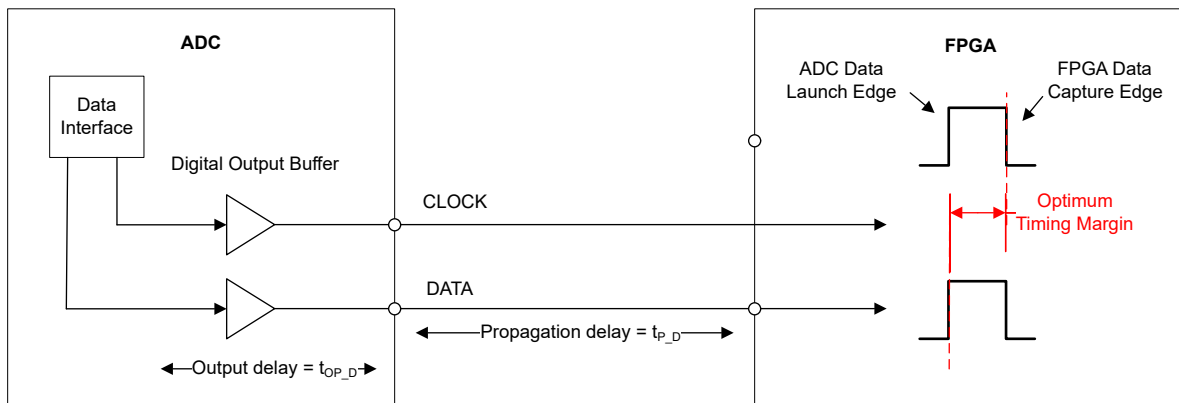 ADC
FPGA
Data
Interface
Digital Output Buffer
CLOCK
DATA
Output delay = tOP_D
Propagation delay = tP_D
ADC Data
Launch Edge
FPGA Data
Capture Edge
Optimum
Timing Margin